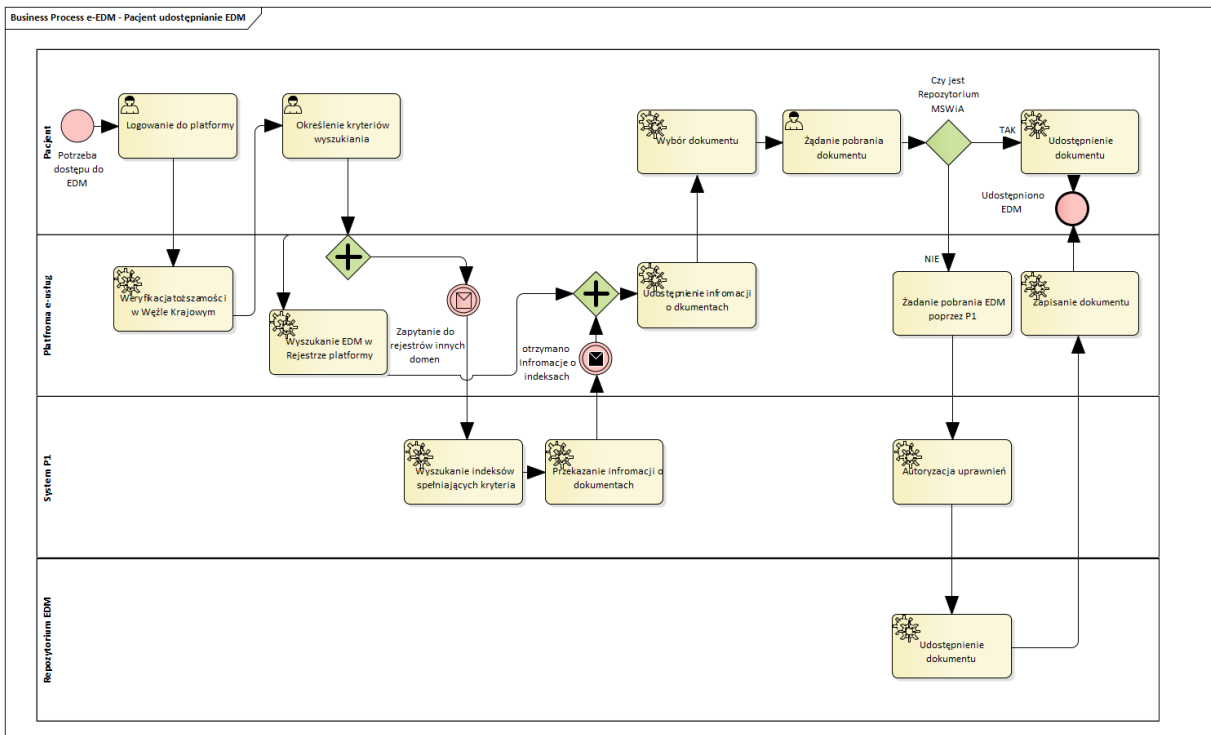 Business Process e-EDM - Pacjent udostępnianie EDM
Pacjent
Potrzeba
dostępu do
EDM
Logowanie do platformy
Określenie kryteriów
wyszukiania
Wybór dokumentu
Żądanie pobrania
dokumentu
Czy jest
Repozytorium
MSWiA
TAK
Udostępnienie
dokumentu
Udostępniono
EDM
NIE
Platfroma e-usług
Weryfikacja tożsamości
w Węźle Krajowym
Wyszukanie EDM w
Rejestrze platformy
Zapytanie do
rejestrów innych
domen
otrzymano
Infromacje o
indeksach
Udostępnienie infromacji
o dkumentach
Żadanie pobrania EDM
poprzez P1
Zapisanie dokumentu
System P1
Wyszukanie indeksów
spełniających kryteria
Przekazanie infromacji o
dokumentach
Autoryzacja uprawnień
Repozytorium EDM
Udostępnienie
dokumentu